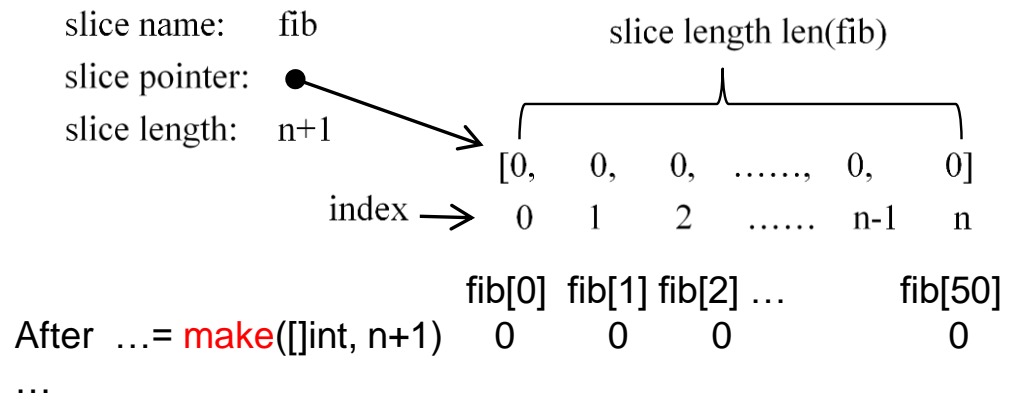 slice name: fib
slice length len(fib)
slice pointer:
slice length: n+1
[0, 0, 0, ……, 0, 0]
index 0 1 2 …… n-1 n
fib[0] fib[1] fib[2] … fib[50]
After …= make([]int, n+1) 0 0 0 0
…